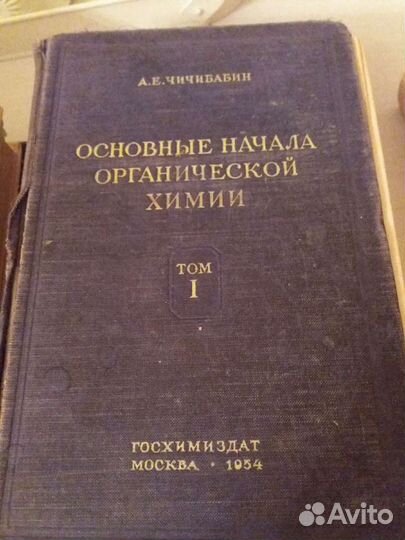 А.Е.ЧИЧИБАБИН
ОСНОВНЫЕ НАЧАЛА
ОРГАНИЧЕСКОЙ
ХИМИИ
ТОМ
I
ГОСХИМИЗДАТ
МОСКВА · 1954
Avito